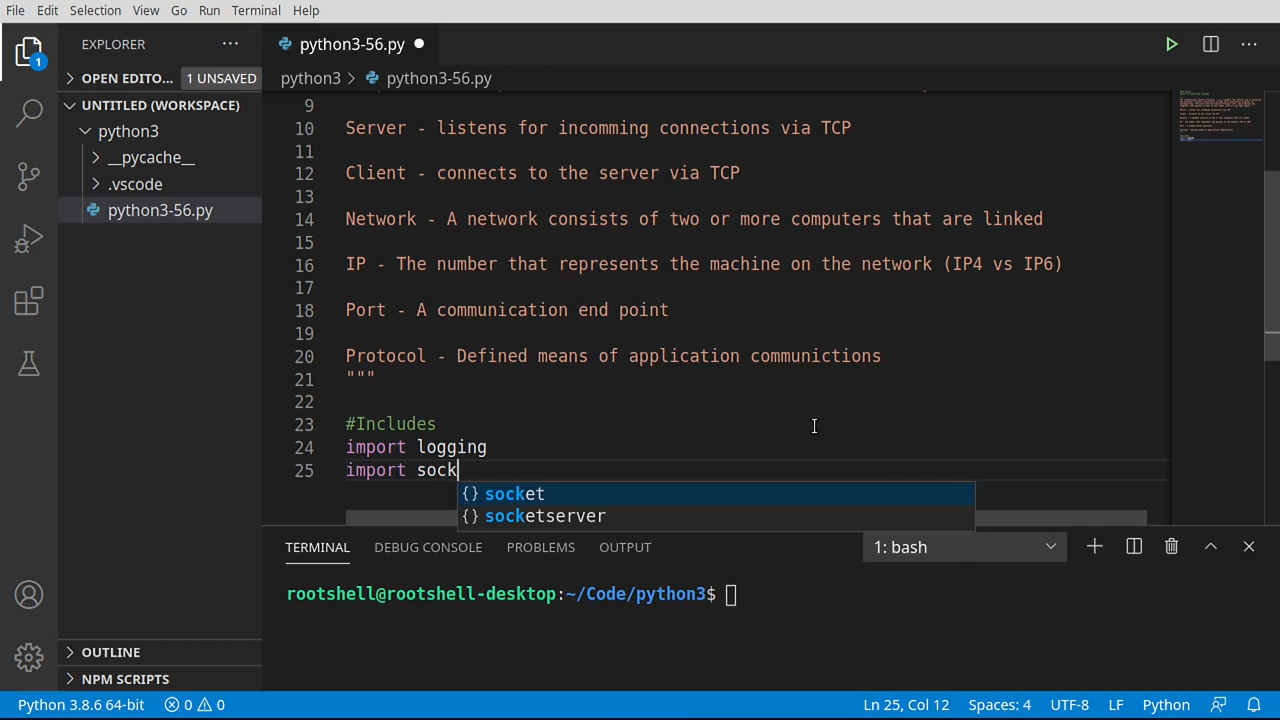 File Edit Selection View Go Run Terminal Help
EXPLORER
python3-56.py
1
OPEN EDITO... 1 UNSAVED
python3 > python3-56.py
UNTITLED (WORKSPACE)
9
python3
10 Server - listens for incomming connections via TCP
11
__pycache__
12 Client - connects to the server via TCP
.vscode
13
python3-56.py
14 Network - A network consists of two or more computers that are linked
15
16 IP - The number that represents the machine on the network (IP4 vs IP6)
17
18 Port - A communication end point
19
20 Protocol - Defined means of application communictions
21 """
22
23 #Includes
24 import logging
25 import sock
{} socket
{} socketserver
TERMINAL DEBUG CONSOLE PROBLEMS OUTPUT 1: bash
rootshell@rootshell-desktop:~/Code/python3$
OUTLINE
NPM SCRIPTS
Python 3.8.6 64-bit 0 0 Ln 25, Col 12 Spaces: 4 UTF-8 LF Python